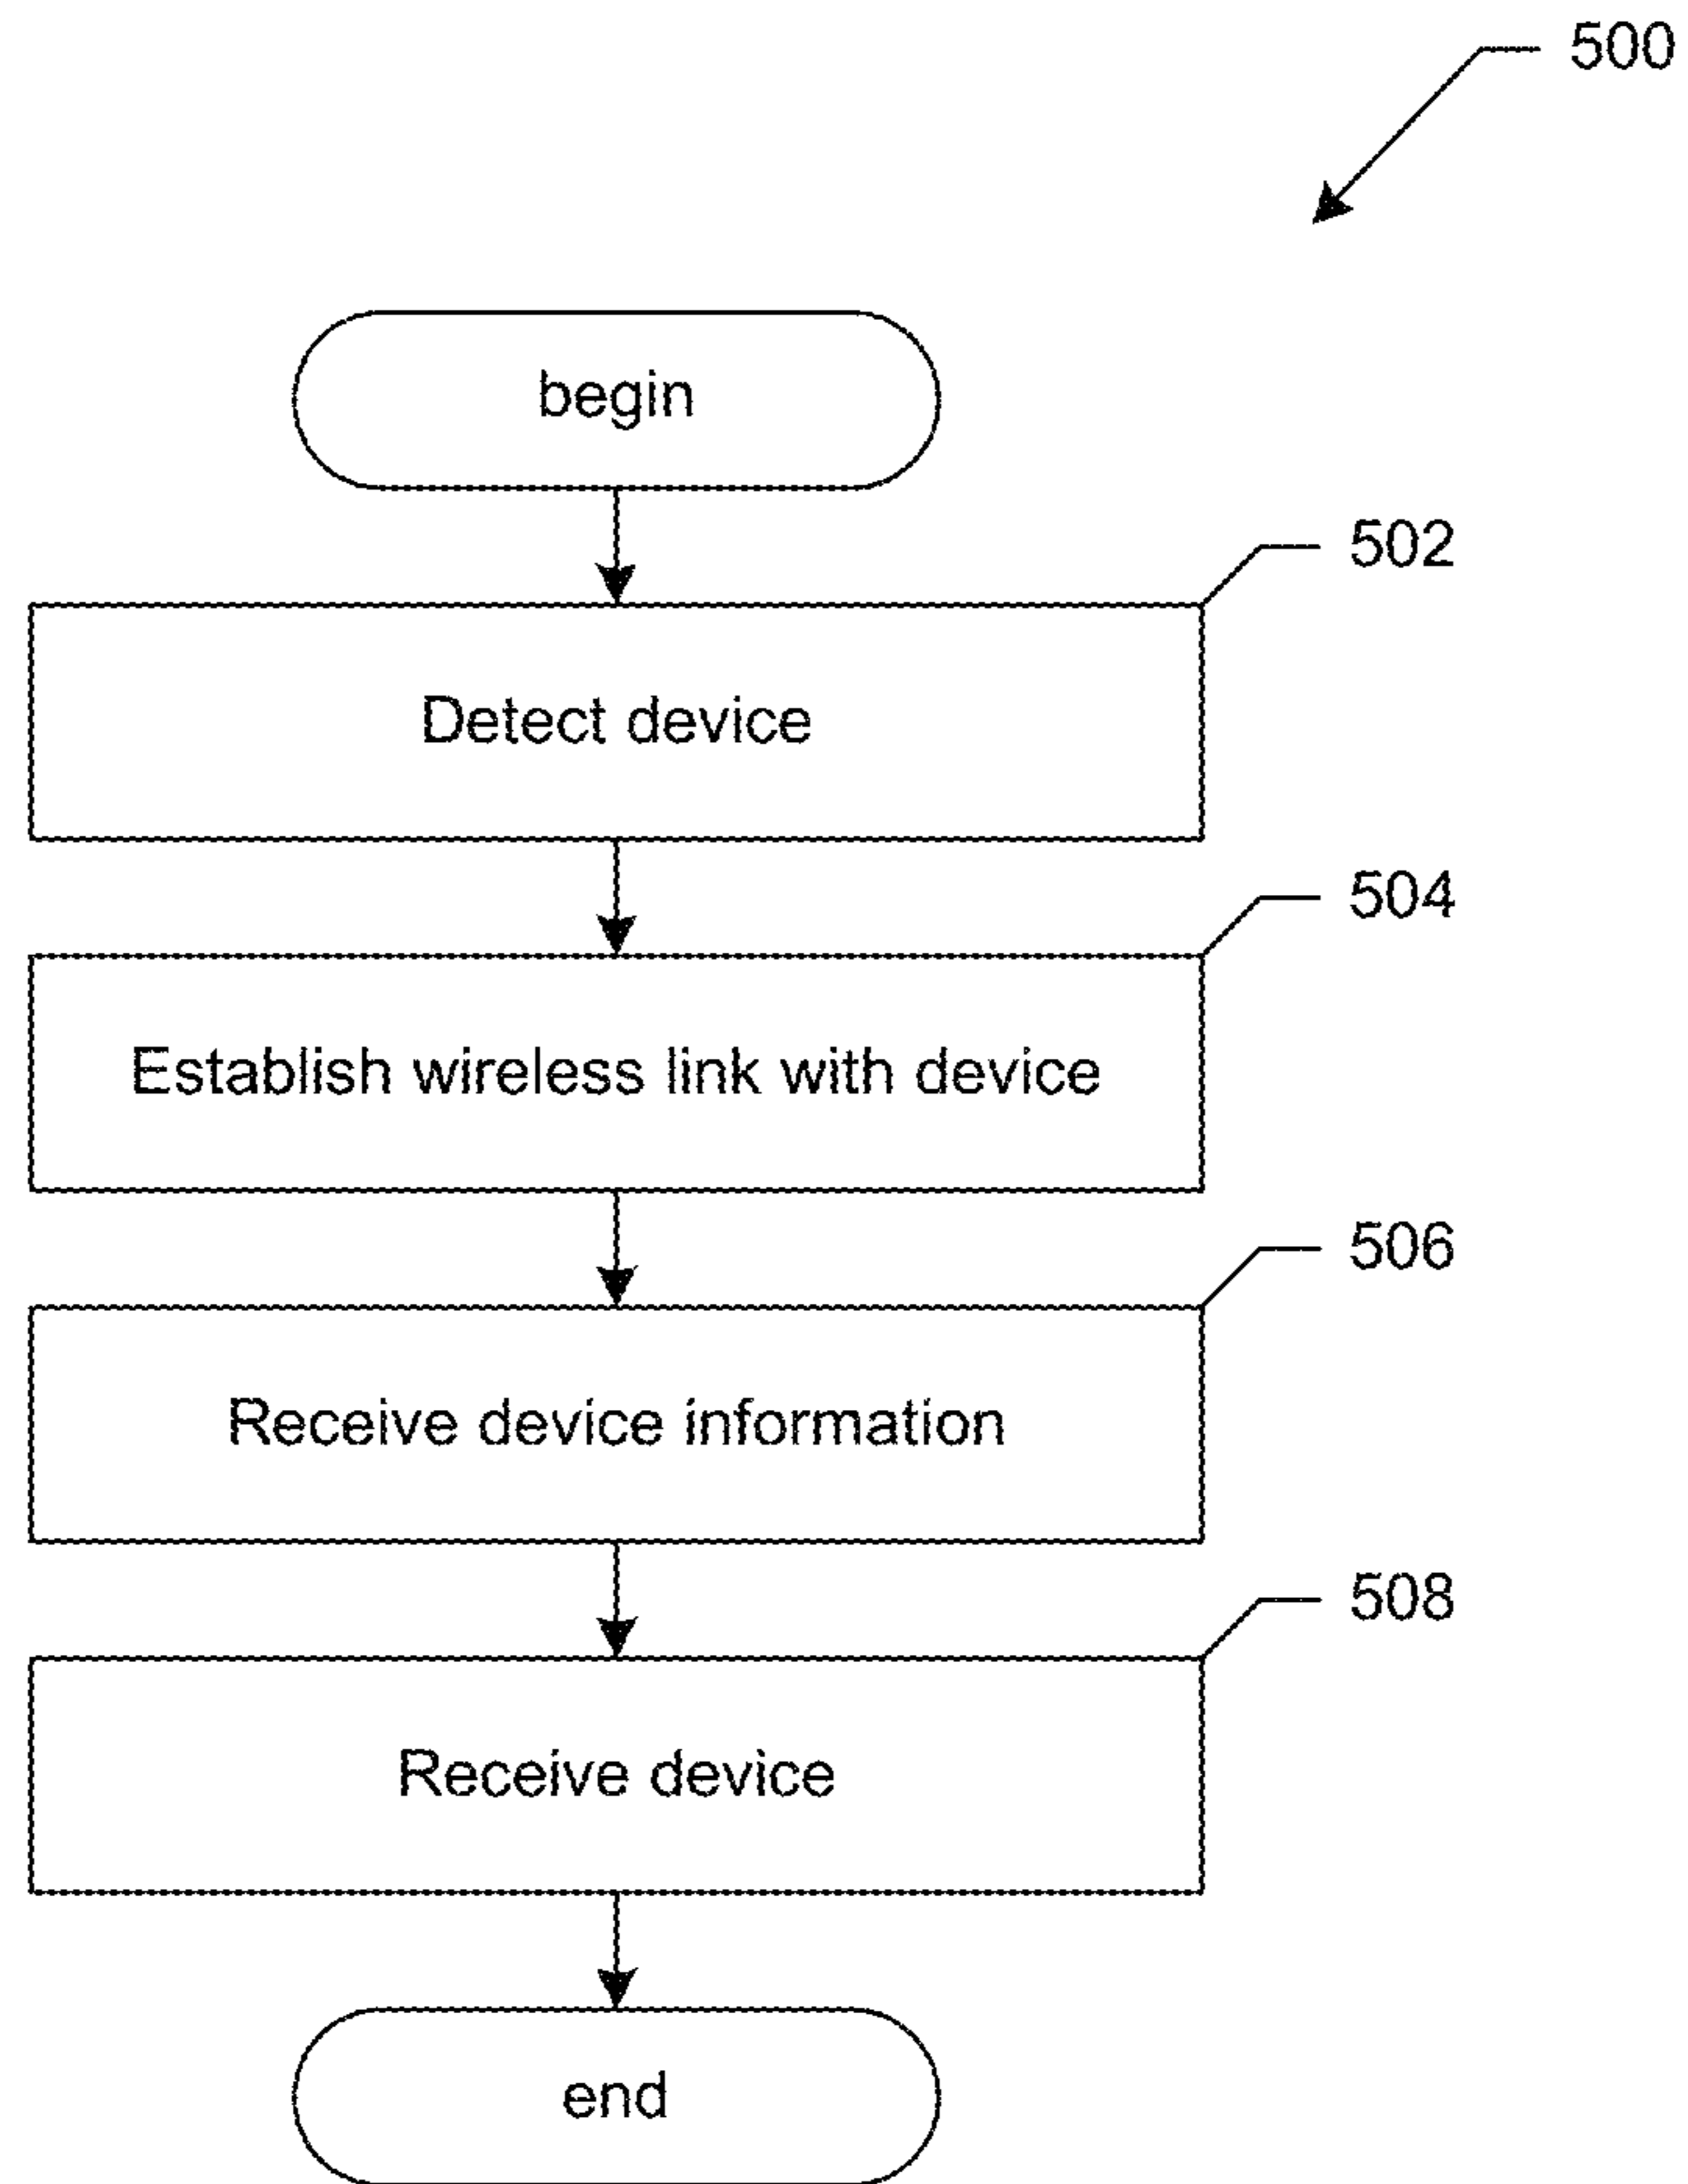 500
begin
502
Detect device
504
Establish wireless link with device
506
Receive device information
508
Receive device
end